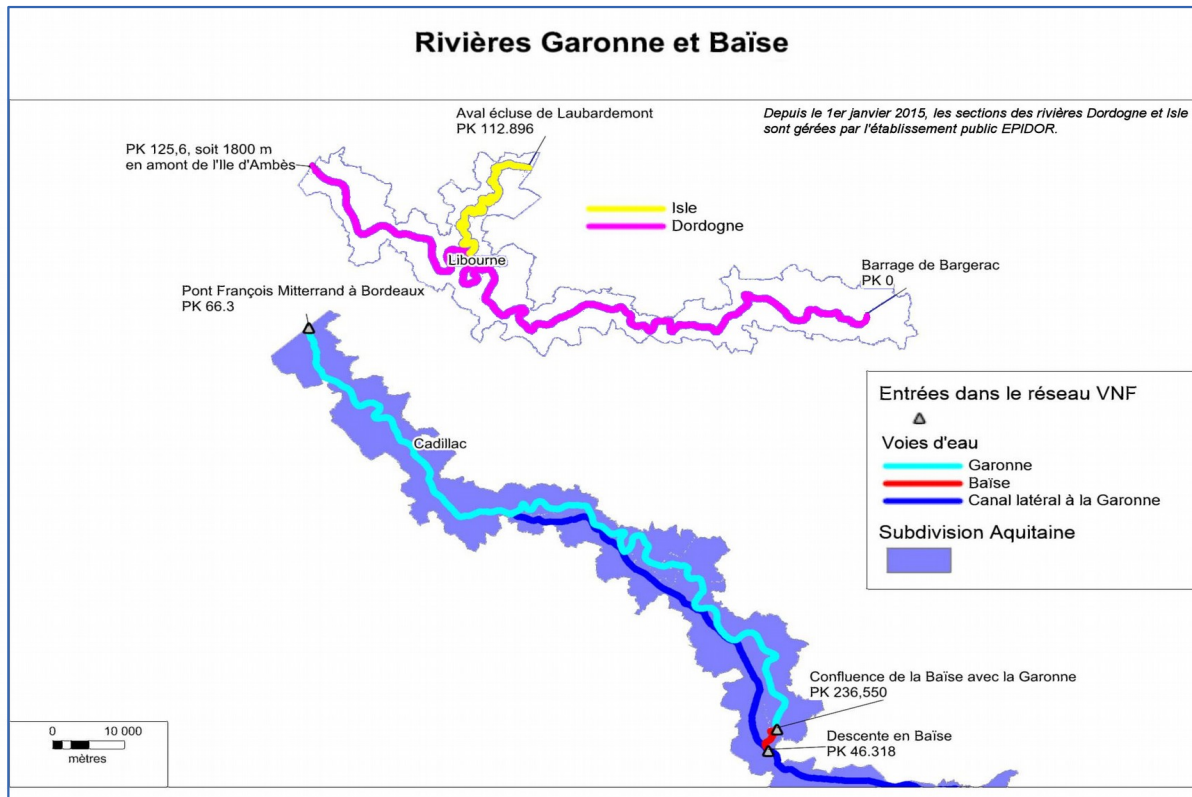 Rivières Garonne et Baïse
Aval écluse de Laubardemont
PK 112.896
Depuis le 1er janvier 2015, les sections des rivières Dordogne et Isle
sont gérées par l'établissement public EPIDOR.
PK 125,6, soit 1800 m
en amont de l'Ile d'Ambès
Isle
Dordogne
Libourne
Barrage de Bargerac
PK 0
Pont François Mitterrand à Bordeaux
PK 66.3
Entrées dans le réseau VNF
Voies d'eau
Garonne
Baïse
Canal latéral à la Garonne
Subdivision Aquitaine
Cadillac
Confluence de la Baïse avec la Garonne
PK 236,550
Descente en Baïse
PK 46.318
0 10 000
mètres